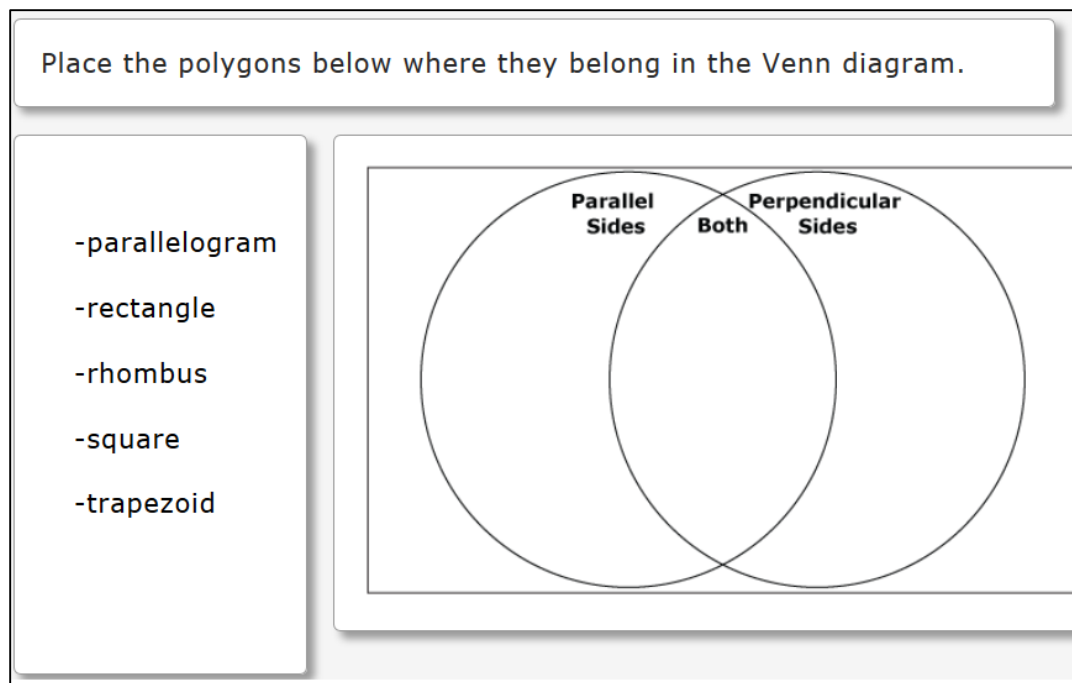 Place the polygons below where they belong in the Venn diagram.
-parallelogram
-rectangle
-rhombus
-square
-trapezoid
Parallel
Sides
Both
Perpendicular
Sides